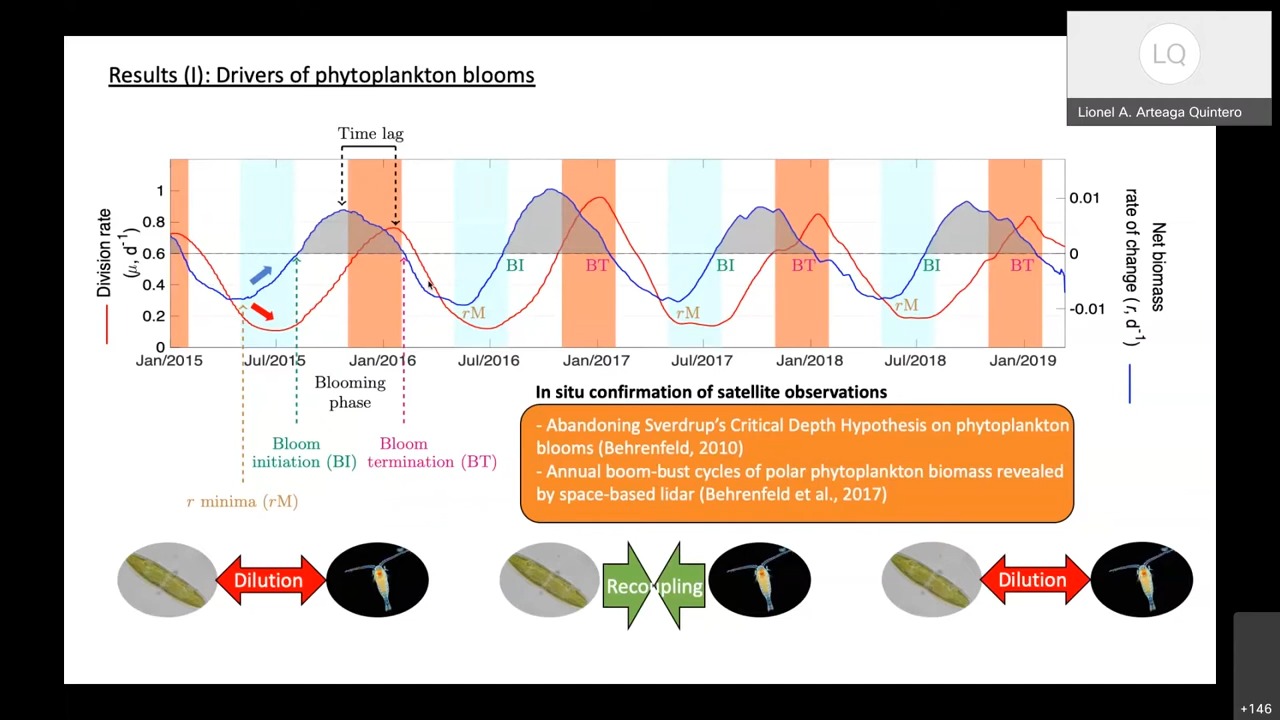 LQ
Lionel A. Arteaga Quintero
Results (I): Drivers of phytoplankton blooms
Time lag
Division rate
(μ, d⁻¹)
1
0.8
0.6
0.4
0.2
0
0.01
0
-0.01
Net biomass
rate of change (r, d⁻¹)
BI
BT
BI
BT
BI
BT
rM
rM
rM
Jan/2015
Jul/2015
Jan/2016
Jul/2016
Jan/2017
Jul/2017
Jan/2018
Jul/2018
Jan/2019
Blooming
phase
Bloom
initiation (BI)
Bloom
termination (BT)
r minima (rM)
In situ confirmation of satellite observations
- Abandoning Sverdrup's Critical Depth Hypothesis on phytoplankton
blooms (Behrenfeld, 2010)
- Annual boom-bust cycles of polar phytoplankton biomass revealed
by space-based lidar (Behrenfeld et al., 2017)
Dilution
Recoupling
Dilution
+146